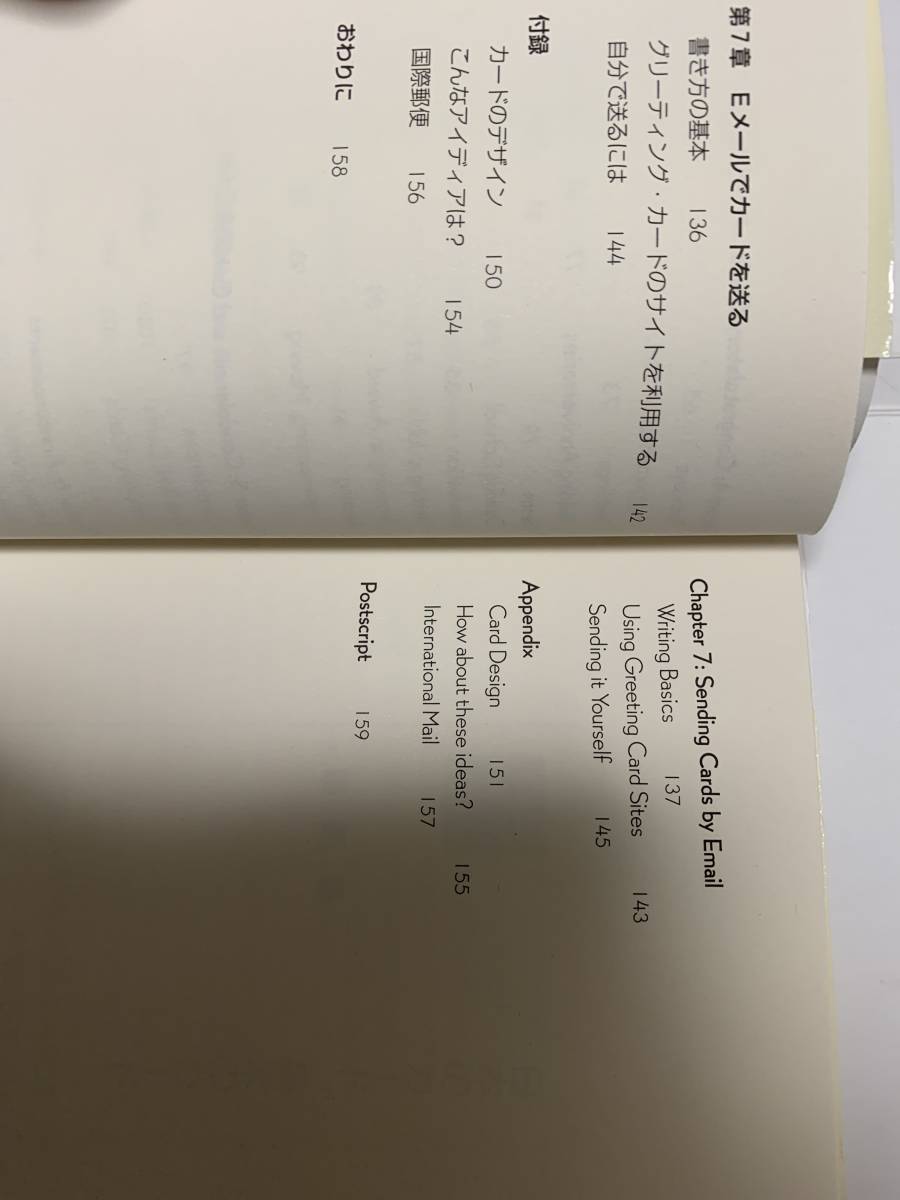 第7章 Eメールでカードを送る
書き方の基本 136
グリーティング・カードのサイトを利用する 142
自分で送るには 144
付録
カードのデザイン 150
こんなアイディアは？ 154
国際郵便 156
おわりに 158
Chapter 7: Sending Cards by Email
Writing Basics 137
Using Greeting Card Sites 143
Sending it Yourself 145
Appendix
Card Design 151
How about these ideas? 155
International Mail 157
Postscript 159